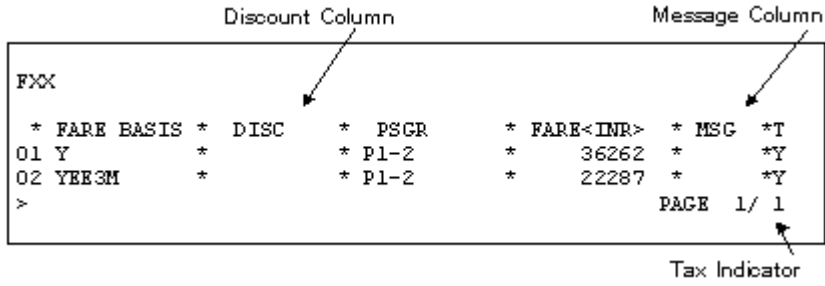 Discount Column Message Column
FXX
* FARE BASIS * DISC * PSGR * FARE<INR> * MSG *T
01 Y * * P1-2 * 36262 * *Y
02 YEE3M * * P1-2 * 22287 * *Y
> PAGE 1/ 1
Tax Indicator